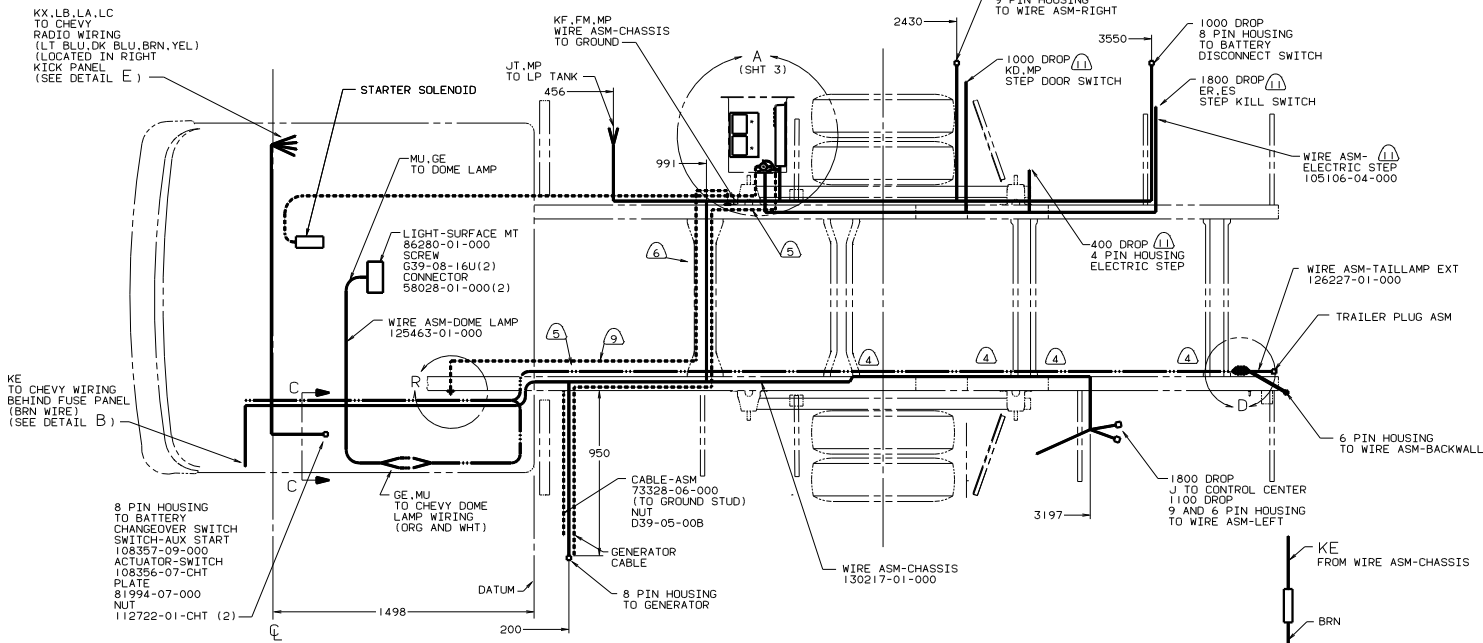 KX,LB,LA,LC
TO CHEVY
RADIO WIRING
(LT BLU,DK BLU,BRN,YEL)
(LOCATED IN RIGHT
KICK PANEL
(SEE DETAIL E)
STARTER SOLENOID
KF,FM,MP
WIRE ASM-CHASSIS
TO GROUND
JT,MP
TO LP TANK
456
A
(SHT 3)
991
2430
9 PIN HOUSING
TO WIRE ASM-RIGHT
1000 DROP 11
KD,MP
STEP DOOR SWITCH
3550
1000 DROP
8 PIN HOUSING
TO BATTERY
DISCONNECT SWITCH
1800 DROP 11
ER,ES
STEP KILL SWITCH
WIRE ASM- 11
ELECTRIC STEP
105106-04-000
MU,GE
TO DOME LAMP
LIGHT-SURFACE MT
86280-01-000
SCREW
G39-08-16U(2)
CONNECTOR
58028-01-000(2)
6
5
400 DROP 11
4 PIN HOUSING
ELECTRIC STEP
WIRE ASM-TAILLAMP EXT
126227-01-000
TRAILER PLUG ASM
WIRE ASM-DOME LAMP
125463-01-000
5
9
4
4
4
4
R
D
KE
TO CHEVY WIRING
BEHIND FUSE PANEL
(BRN WIRE)
(SEE DETAIL B)
C
C
6 PIN HOUSING
TO WIRE ASM-BACKWALL
950
GE,MU
TO CHEVY DOME
LAMP WIRING
(ORG AND WHT)
CABLE-ASM
73328-06-000
(TO GROUND STUD)
NUT
D39-05-00B
GENERATOR
CABLE
3197
1800 DROP
J TO CONTROL CENTER
1100 DROP
9 AND 6 PIN HOUSING
TO WIRE ASM-LEFT
8 PIN HOUSING
TO BATTERY
CHANGEOVER SWITCH
SWITCH-AUX START
108357-09-000
ACTUATOR-SWITCH
108356-07-CHT
PLATE
81994-07-000
NUT
112722-01-CHT (2)
WIRE ASM-CHASSIS
130217-01-000
KE
FROM WIRE ASM-CHASSIS
BRN
DATUM
8 PIN HOUSING
TO GENERATOR
1498
200
CL